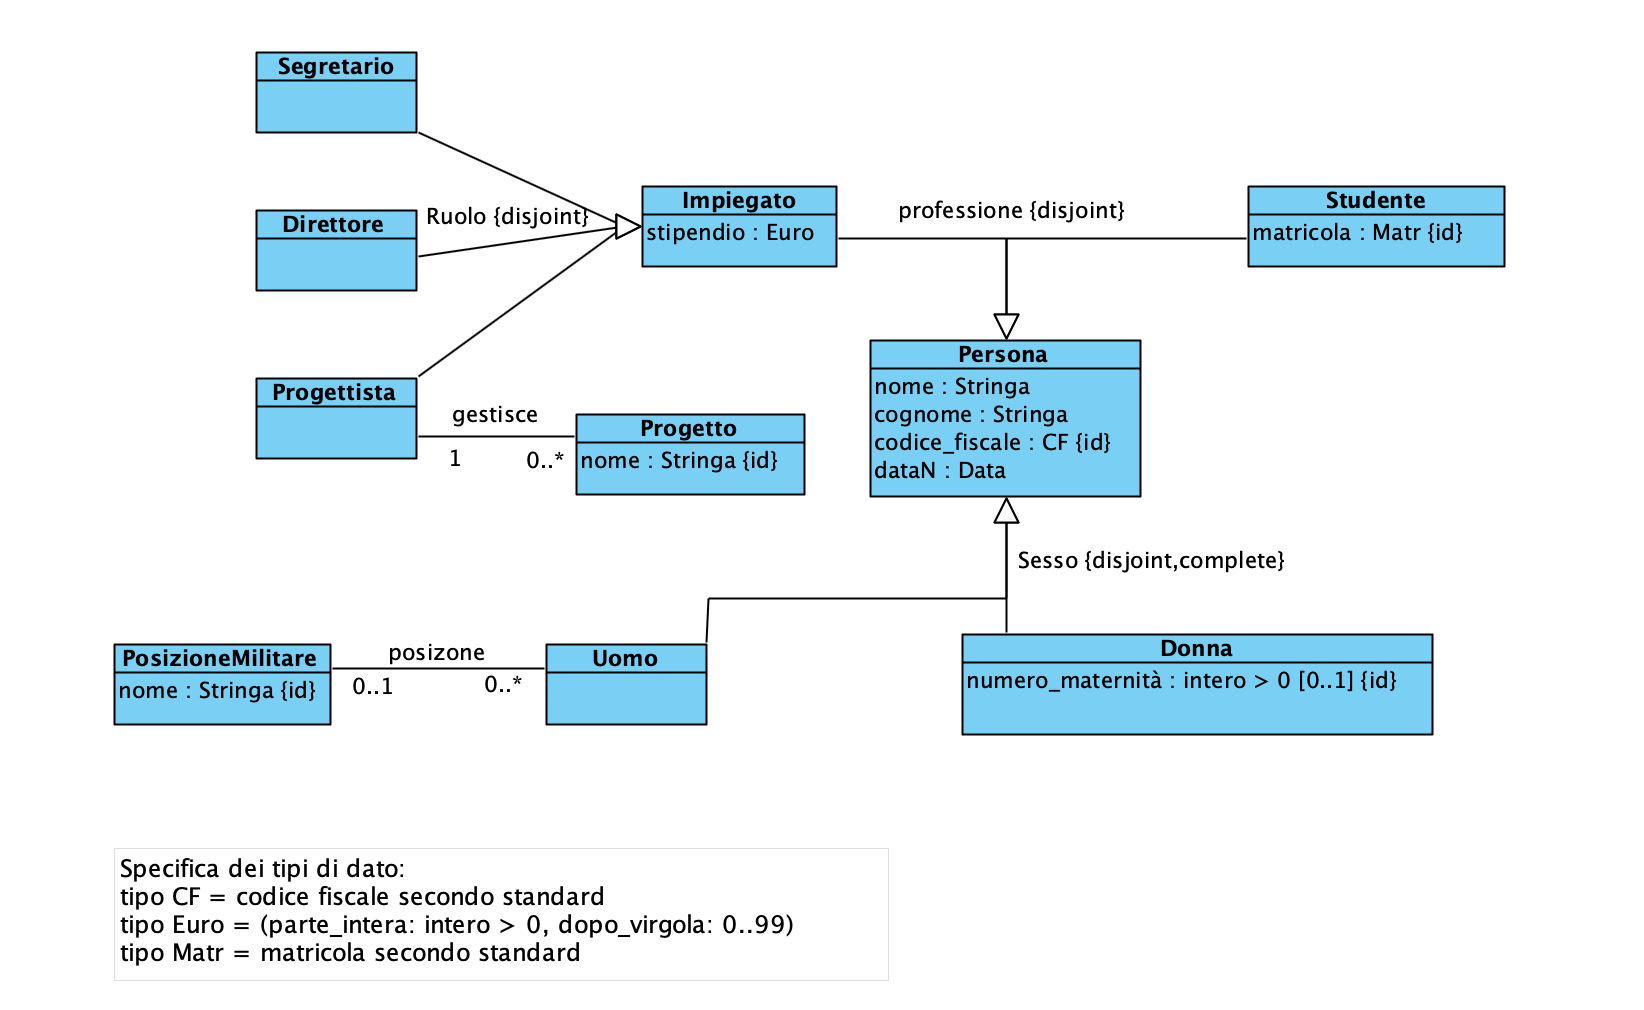 Segretario
Direttore
Ruolo {disjoint}
Impiegato
stipendio : Euro
professione {disjoint}
Studente
matricola : Matr {id}
Persona
nome : Stringa
cognome : Stringa
codice_fiscale : CF {id}
dataN : Data
Progettista
gestisce
1
0..*
Progetto
nome : Stringa {id}
Sesso {disjoint,complete}
PosizioneMilitare
nome : Stringa {id}
posizone
0..1
0..*
Uomo
Donna
numero_maternità : intero > 0 [0..1] {id}
Specifica dei tipi di dato:
tipo CF = codice fiscale secondo standard
tipo Euro = (parte_intera: intero > 0, dopo_virgola: 0..99)
tipo Matr = matricola secondo standard